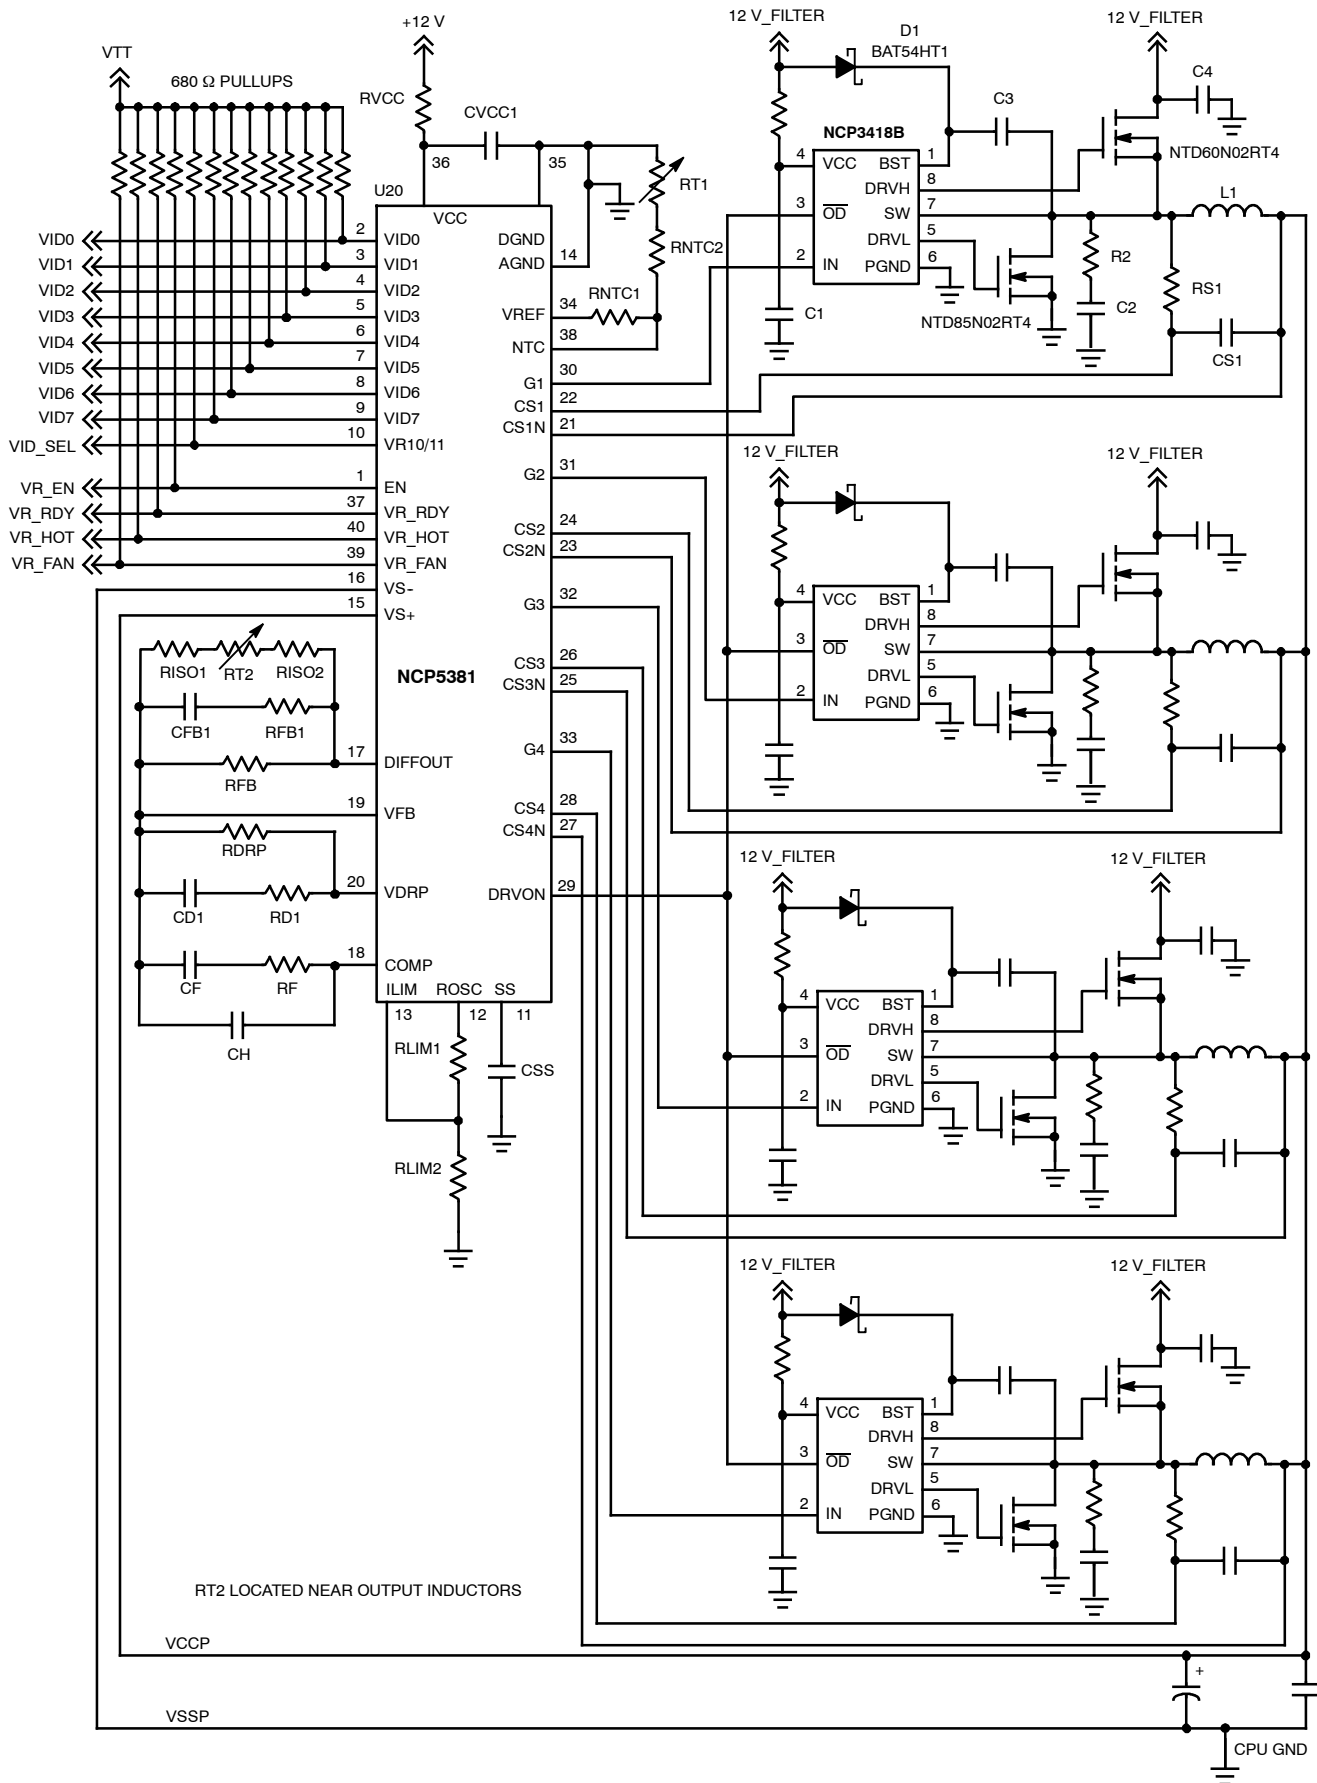 +12 V
12 V_FILTER
D1
BAT54HT1
12 V_FILTER
VTT
680 Ω PULLUPS
RVCC
CVCC1
C3
C4
NCP3418B
NTD60N02RT4
36
35
RT1
U20
VCC
4
VCC
BST
1
DRVH
8
3
OD
SW
7
L1
DRVL
5
2
IN
PGND
6
R2
RS1
NTD85N02RT4
C1
C2
CS1
VID0
2
VID0
DGND
VID1
3
VID1
AGND
14
RNTC2
VID2
4
VID2
RNTC1
VID3
5
VID3
VREF
34
VID4
6
VID4
NTC
38
VID5
7
VID5
G1
30
VID6
8
VID6
CS1
22
VID7
9
VID7
CS1N
21
VID_SEL
10
VR10/11
G2
31
VR_EN
1
EN
VR_RDY
37
VR_RDY
CS2
24
VR_HOT
40
VR_HOT
CS2N
23
VR_FAN
39
VR_FAN
16
VS-
G3
32
15
VS+
RISO1
RT2
RISO2
NCP5381
CS3
26
CS3N
25
CFB1
RFB1
G4
33
17
DIFFOUT
RFB
19
VFB
CS4
28
CS4N
27
RDRP
20
VDRP
DRVON
29
CD1
RD1
18
COMP
CF
RF
ILIM
ROSC
SS
13
12
11
CH
RLIM1
CSS
RLIM2
12 V_FILTER
12 V_FILTER
4
VCC
BST
1
DRVH
8
3
OD
SW
7
DRVL
5
2
IN
PGND
6
12 V_FILTER
12 V_FILTER
4
VCC
BST
1
DRVH
8
3
OD
SW
7
DRVL
5
2
IN
PGND
6
12 V_FILTER
12 V_FILTER
4
VCC
BST
1
DRVH
8
3
OD
SW
7
DRVL
5
2
IN
PGND
6
RT2 LOCATED NEAR OUTPUT INDUCTORS
VCCP
+
VSSP
CPU GND